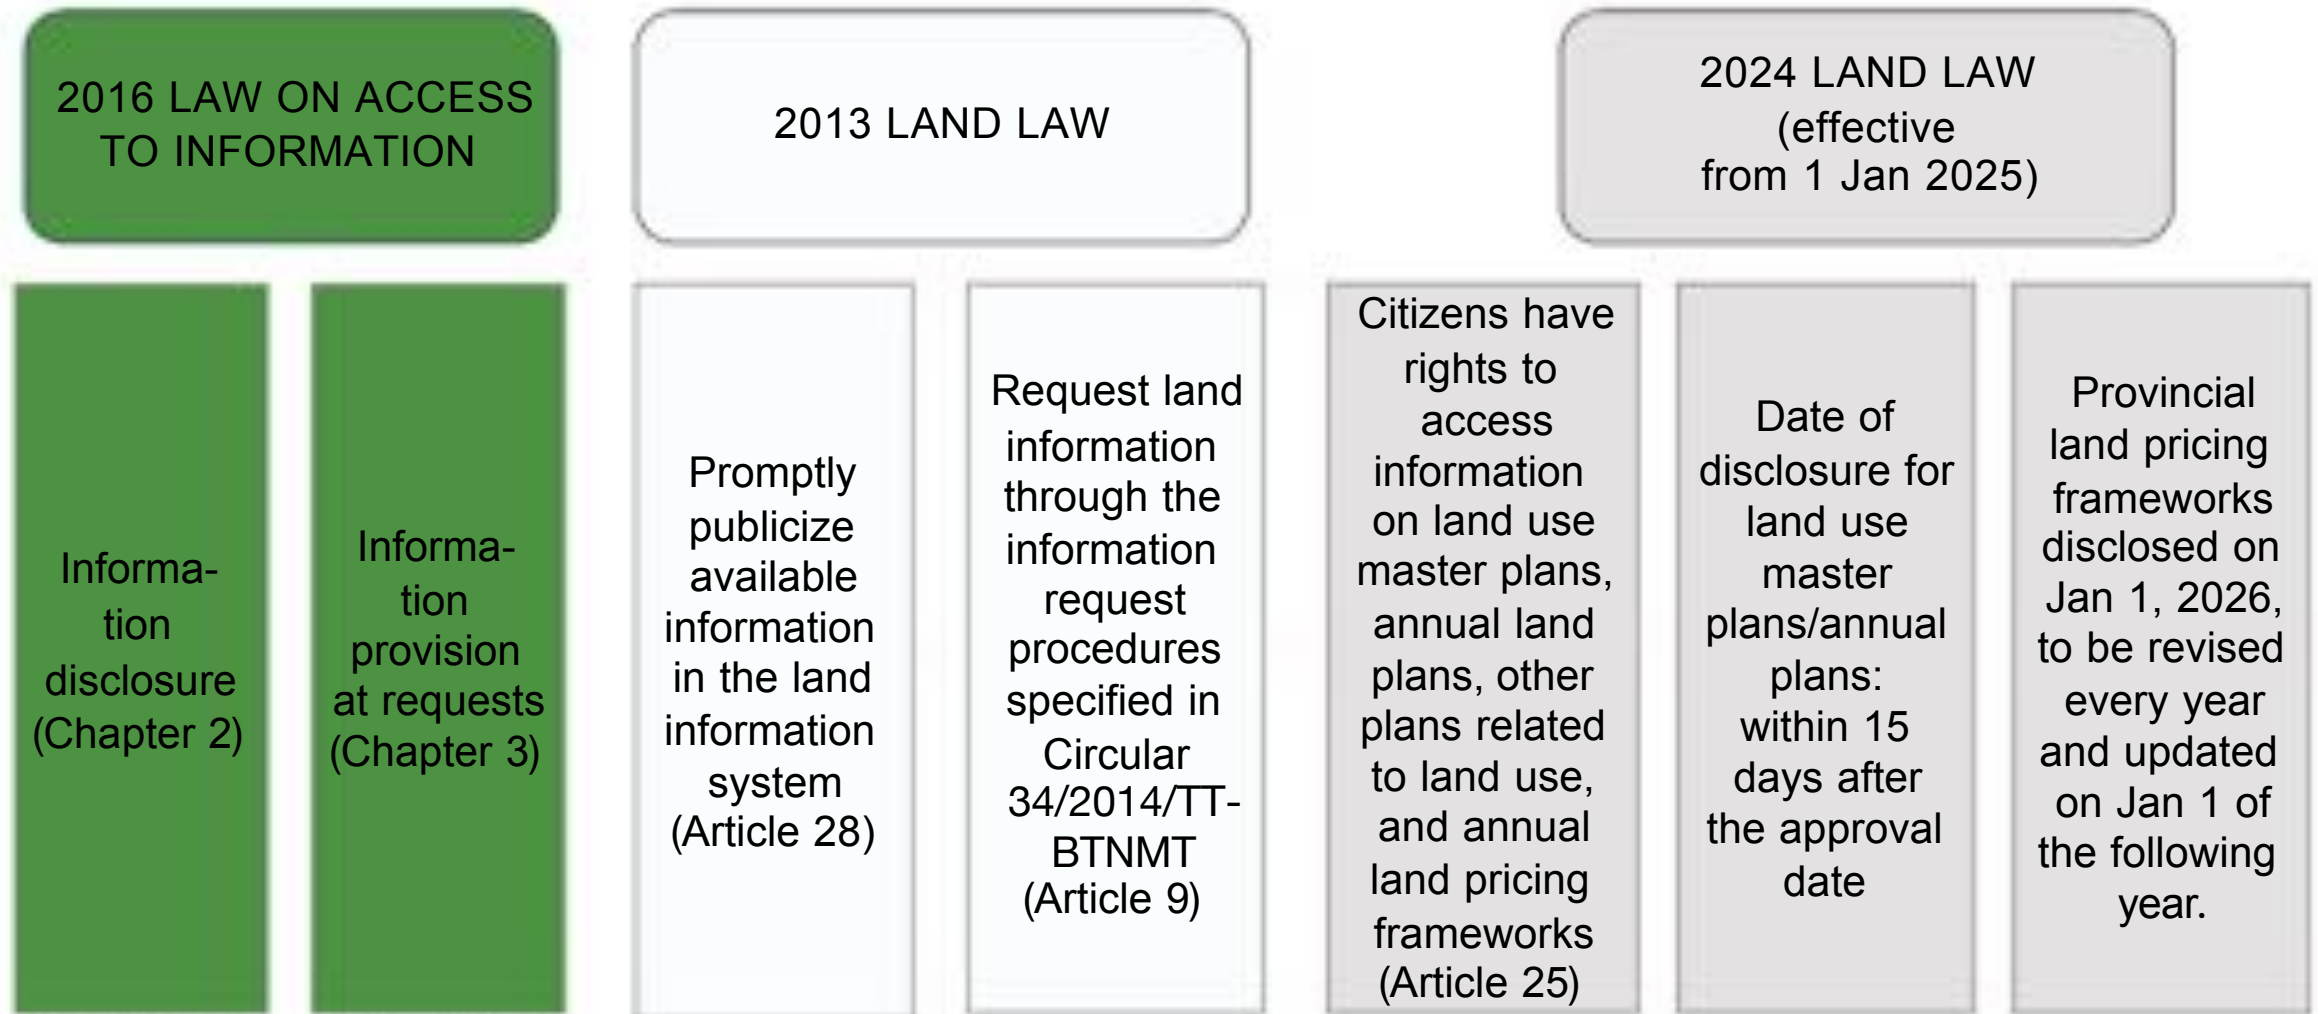 2016 LAW ON ACCESS
TO INFORMATION
2013 LAND LAW
2024 LAND LAW
(effective
from 1 Jan 2025)
Informa-
tion
disclosure
(Chapter 2)
Informa-
tion
provision
at requests
(Chapter 3)
Promptly
publicize
available
information
in the land
information
system
(Article 28)
Request land
information
through the
information
request
procedures
specified in
Circular
34/2014/TT-
BTNMT
(Article 9)
Citizens have
rights to
access
information
on land use
master plans,
annual land
plans, other
plans related
to land use,
and annual
land pricing
frameworks
(Article 25)
Date of
disclosure for
land use
master
plans/annual
plans:
within 15
days after
the approval
date
Provincial
land pricing
frameworks
disclosed on
Jan 1, 2026,
to be revised
every year
and updated
on Jan 1 of
the following
year.